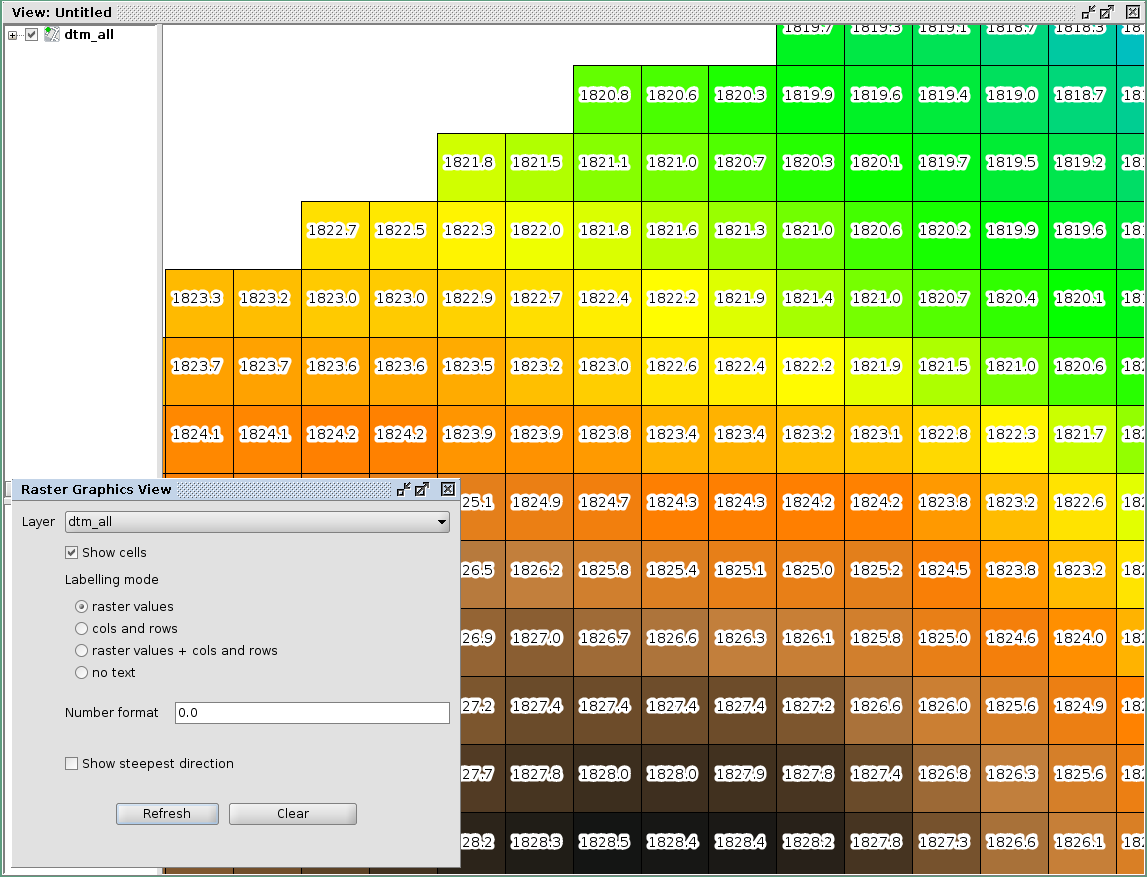 View: Untitled
dtm_all
1819.7 1819.3 1819.1 1818.7 1818.3
1820.8 1820.6 1820.3 1819.9 1819.6 1819.4 1819.0 1818.7
1821.8 1821.5 1821.1 1821.0 1820.7 1820.3 1820.1 1819.7 1819.5 1819.2
1822.7 1822.5 1822.3 1822.0 1821.8 1821.6 1821.3 1821.0 1820.6 1820.2 1819.9 1819.6
1823.3 1823.2 1823.0 1823.0 1822.9 1822.7 1822.4 1822.2 1821.9 1821.4 1821.0 1820.7 1820.4 1820.1
1823.7 1823.7 1823.6 1823.6 1823.5 1823.2 1823.0 1822.6 1822.4 1822.2 1821.9 1821.5 1821.0 1820.6
1824.1 1824.1 1824.2 1824.2 1823.9 1823.9 1823.8 1823.4 1823.4 1823.2 1823.1 1822.8 1822.3 1821.7
25.1 1824.9 1824.7 1824.3 1824.3 1824.2 1824.2 1823.8 1823.2 1822.6
26.5 1826.2 1825.8 1825.4 1825.1 1825.0 1825.2 1824.5 1823.8 1823.2
26.9 1827.0 1826.7 1826.6 1826.3 1826.1 1825.8 1825.0 1824.6 1824.0
27.2 1827.4 1827.4 1827.4 1827.4 1827.2 1826.6 1826.0 1825.6 1824.9
27.7 1827.8 1828.0 1828.0 1827.9 1827.8 1827.4 1826.8 1826.3 1825.6
28.2 1828.3 1828.5 1828.4 1828.4 1828.2 1827.8 1827.3 1826.6 1826.1
Raster Graphics View
Layer dtm_all
Show cells
Labelling mode
raster values
cols and rows
raster values + cols and rows
no text
Number format 0.0
Show steepest direction
Refresh Clear